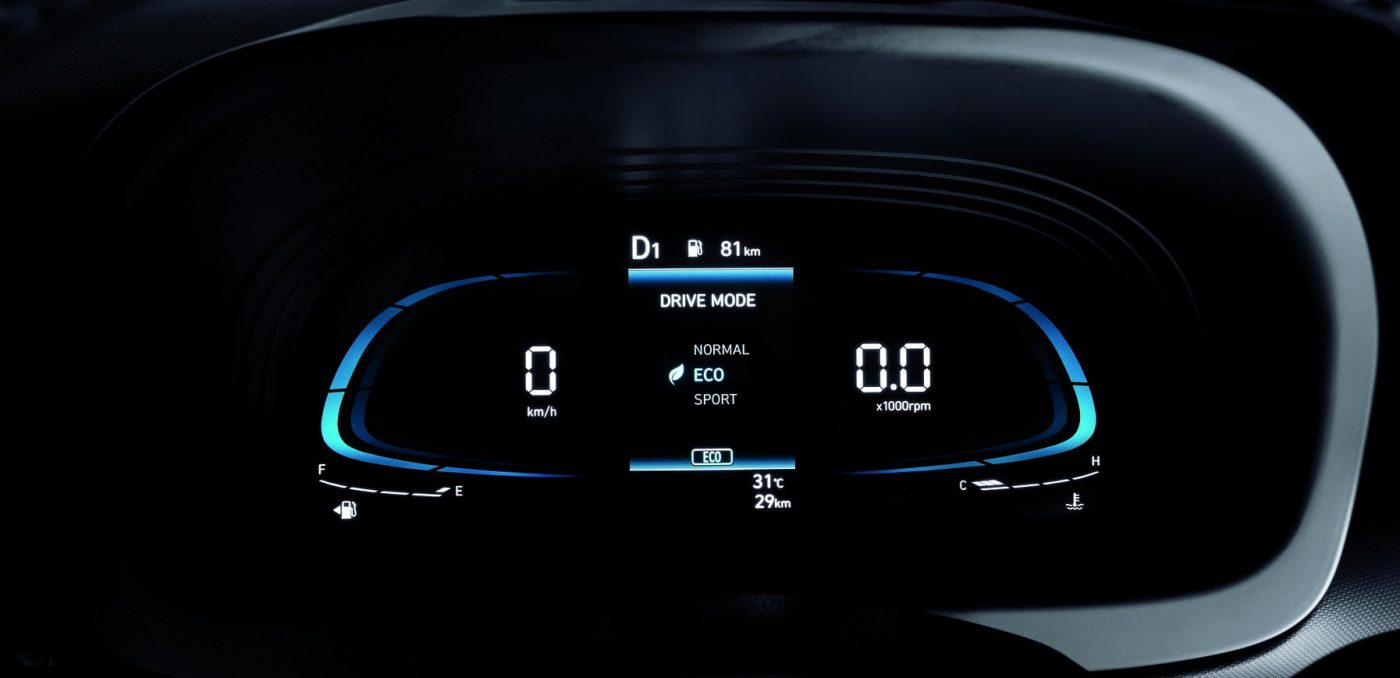 D1 81km
DRIVE MODE
NORMAL
ECO
SPORT
ECO
0
km/h
0.0
x1000rpm
F
E
31℃
29km
C
H